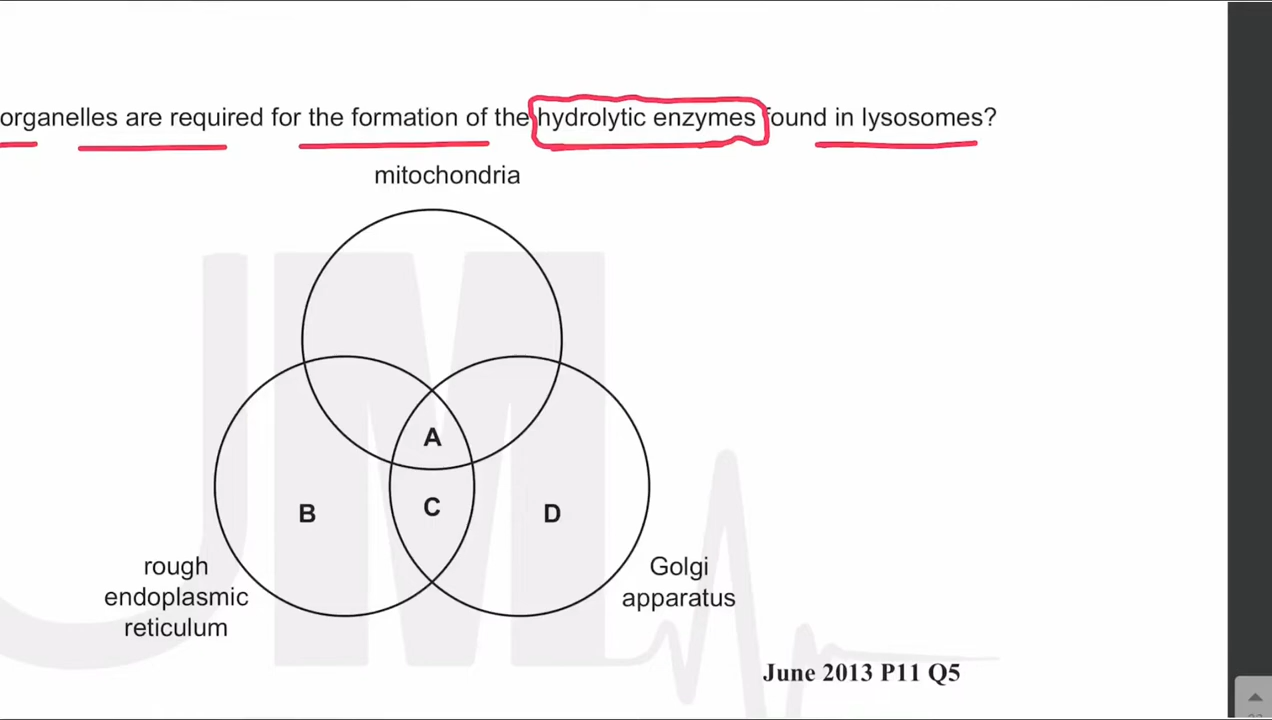 organelles are required for the formation of the hydrolytic enzymes found in lysosomes?
mitochondria
A
B
C
D
rough
endoplasmic
reticulum
Golgi
apparatus
June 2013 P11 Q5